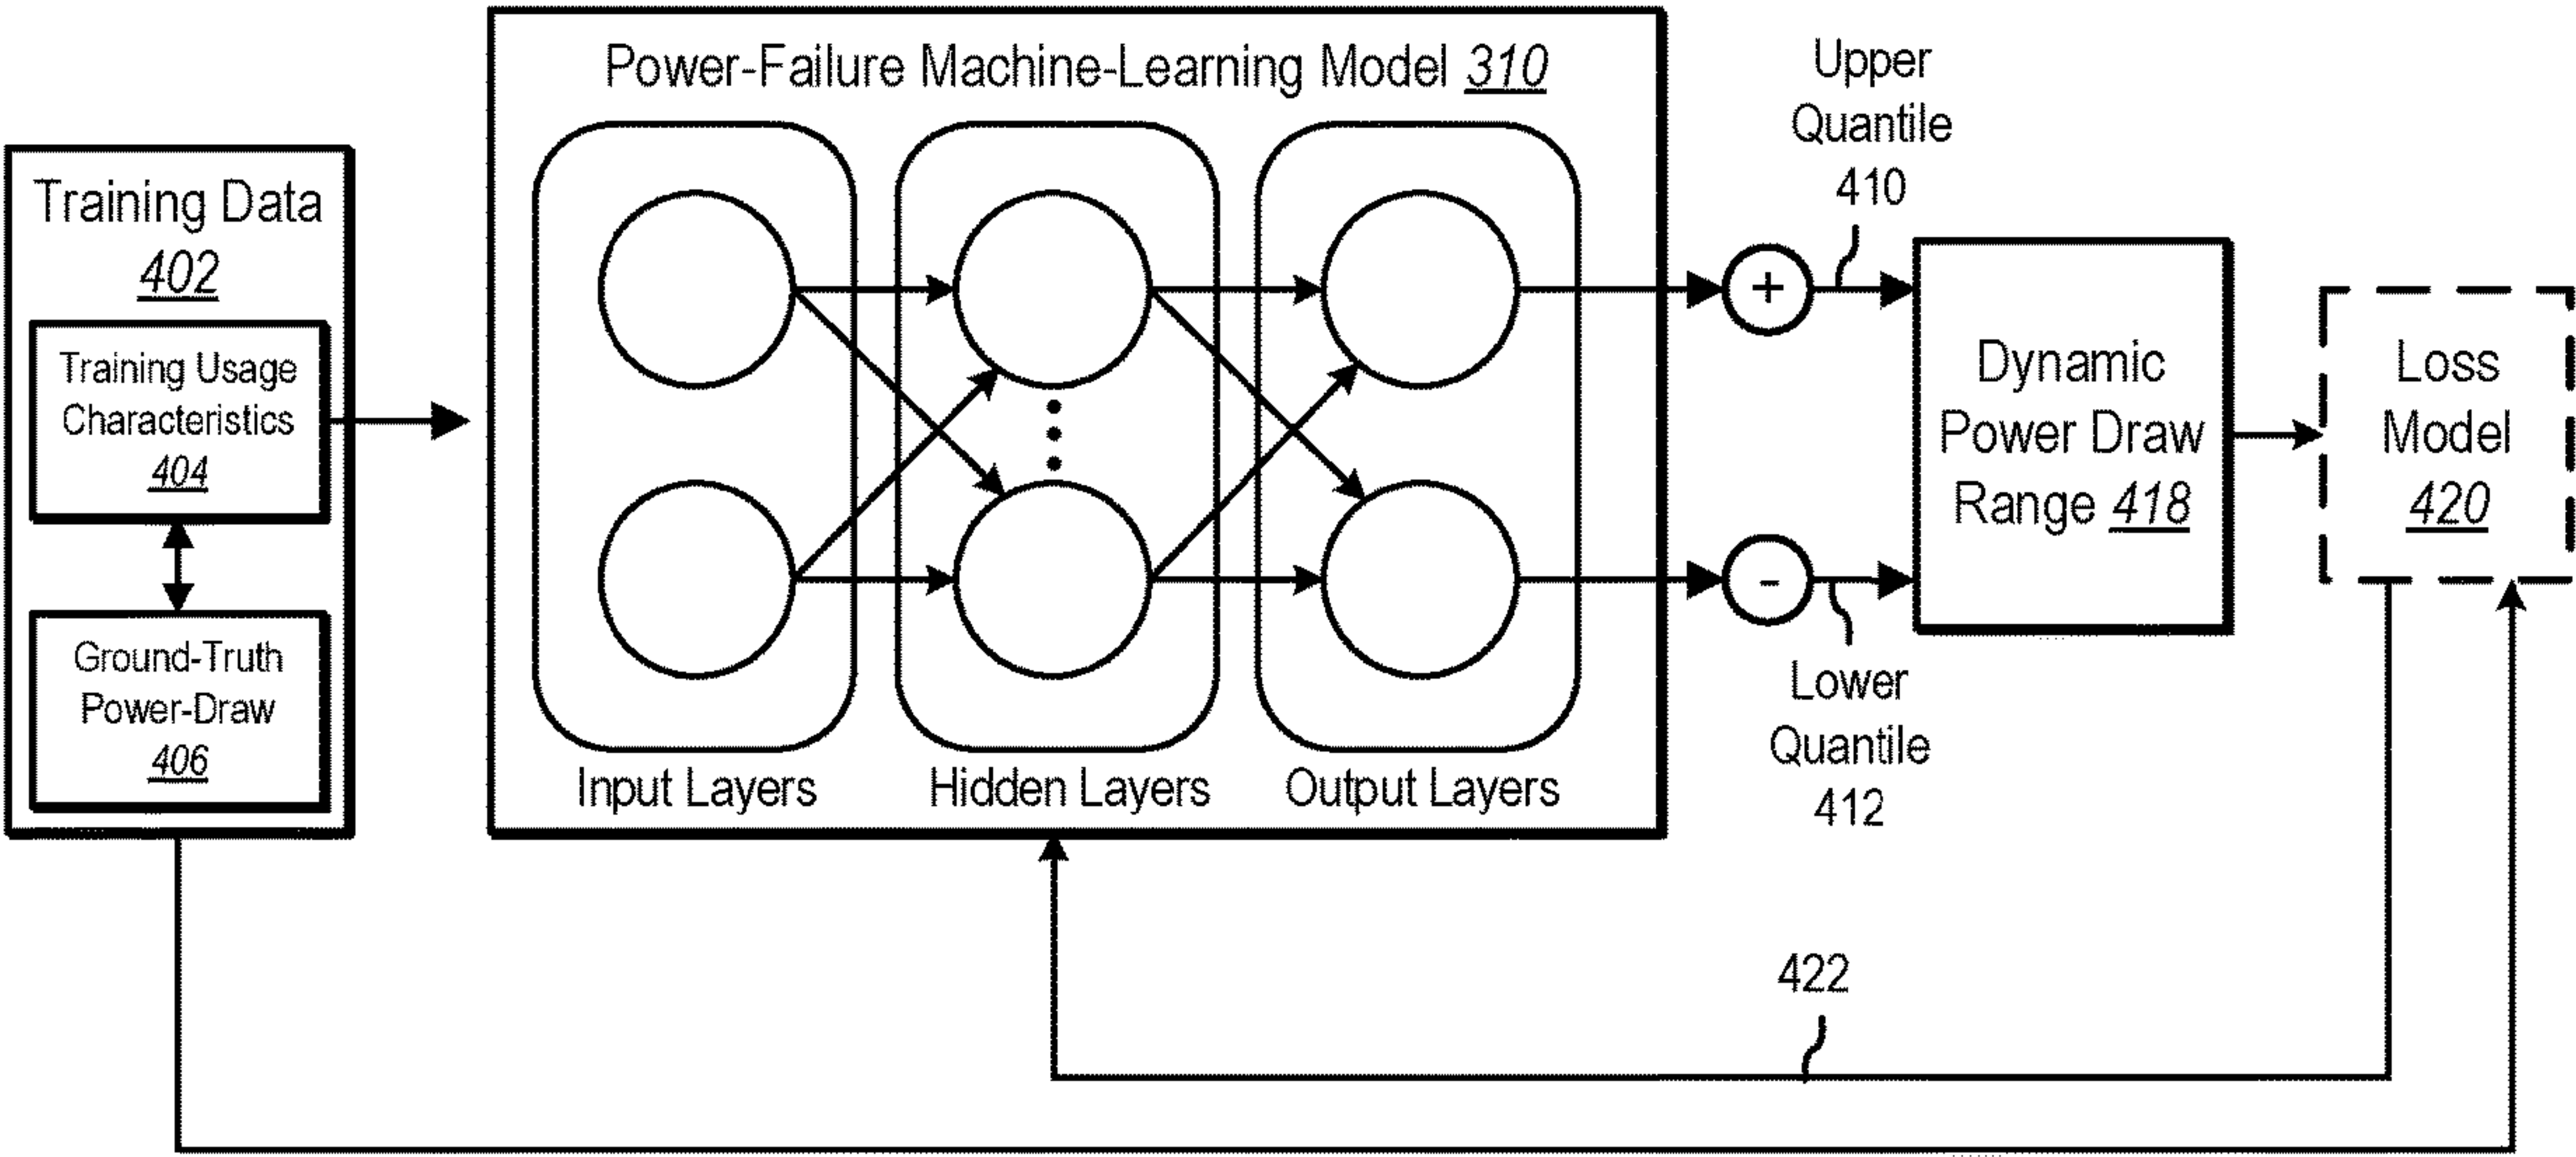 Power-Failure Machine-Learning Model 310
Training Data
402
Training Usage
Characteristics
404
Ground-Truth
Power-Draw
406
Input Layers
Hidden Layers
Output Layers
Upper
Quantile
410
+
-
Lower
Quantile
412
Dynamic
Power Draw
Range 418
Loss
Model
420
422